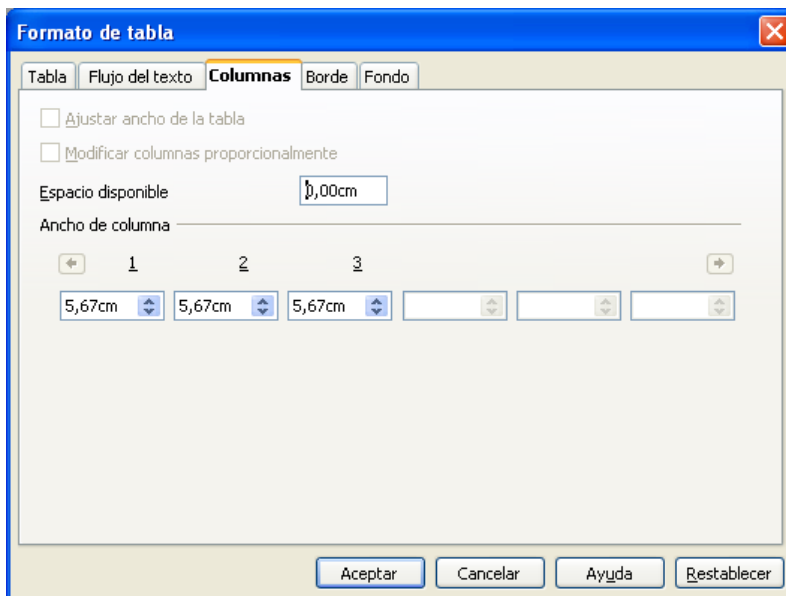 Formato de tabla
Tabla Flujo del texto Columnas Borde Fondo
Ajustar ancho de la tabla
Modificar columnas proporcionalmente
Espacio disponible 0,00cm
Ancho de columna
1 2 3
5,67cm 5,67cm 5,67cm
Aceptar Cancelar Ayuda Restablecer